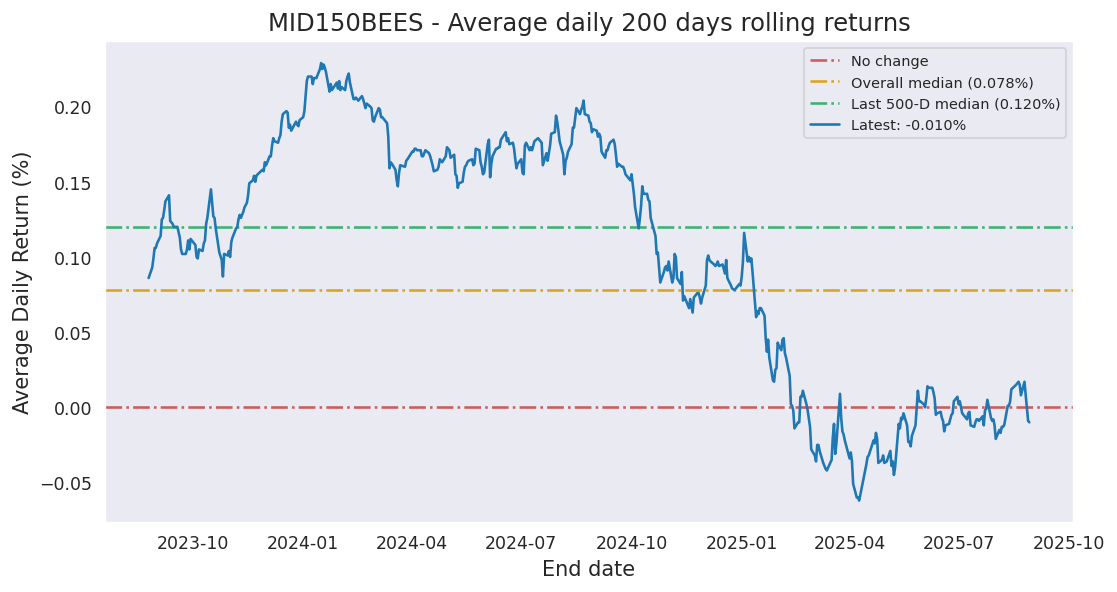 MID150BEES - Average daily 200 days rolling returns
No change
Overall median (0.078%)
Last 500-D median (0.120%)
Latest: -0.010%
Average Daily Return (%)
0.20
0.15
0.10
0.05
0.00
−0.05
2023-10 2024-01 2024-04 2024-07 2024-10 2025-01 2025-04 2025-07 2025-10
End date